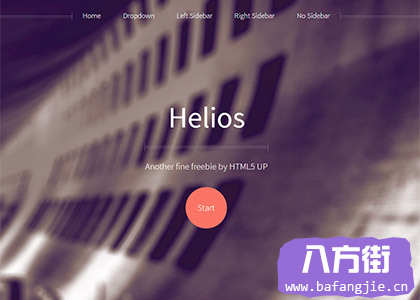 Home Dropdown Left Sidebar Right Sidebar No Sidebar
Helios
Another fine freebie by HTML5 UP
Start
八方街
www.bafangjie.cn